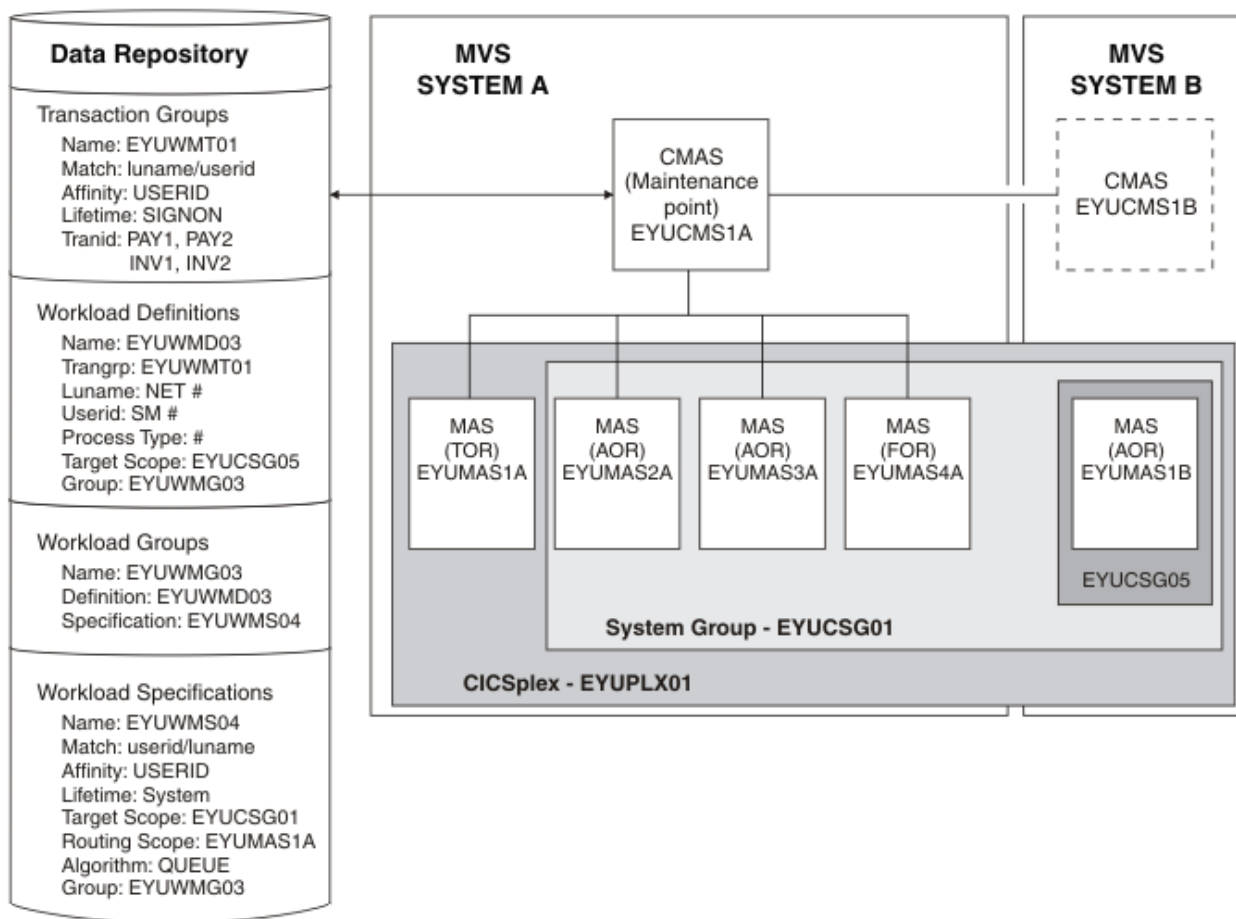 Data Repository
Transaction Groups
Name: EYUWMT01
Match: luname/userid
Affinity: USERID
Lifetime: SIGNON
Tranid: PAY1, PAY2
INV1, INV2
Workload Definitions
Name: EYUWMD03
Trangrp: EYUWMT01
Luname: NET #
Userid: SM #
Process Type: #
Target Scope: EYUCSG05
Group: EYUWMG03
Workload Groups
Name: EYUWMG03
Definition: EYUWMD03
Specification: EYUWMS04
Workload Specifications
Name: EYUWMS04
Match: userid/luname
Affinity: USERID
Lifetime: System
Target Scope: EYUCSG01
Routing Scope: EYUMAS1A
Algorithm: QUEUE
Group: EYUWMG03
MVS
SYSTEM A
CMAS
(Maintenance
point)
EYUCMS1A
MVS
SYSTEM B
CMAS
EYUCMS1B
MAS
(TOR)
EYUMAS1A
MAS
(AOR)
EYUMAS2A
MAS
(AOR)
EYUMAS3A
MAS
(FOR)
EYUMAS4A
MAS
(AOR)
EYUMAS1B
EYUCSG05
System Group - EYUCSG01
CICSplex - EYUPLX01